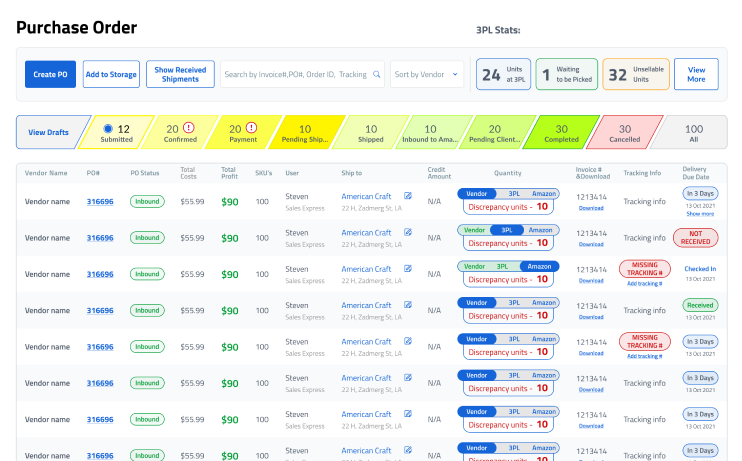 Purchase Order
3PL Stats:
Create PO
Add to Storage
Show Received
Shipments
Search by Invoice#,PO#, Order ID, Tracking
Sort by Vendor
24 Units
at 3PL
1 Waiting
to be Picked
32 Unsellable
Units
View
More
View Drafts
12
Submitted
20
Confirmed
20
Payment
10
Pending Ship...
10
Shipped
10
Inbound to Ama...
20
Pending Client...
30
Completed
30
Cancelled
100
All
Vendor Name PO# PO Status Total Costs Total Profit SKU's User Ship to Credit Amount Quantity Invoice # &Download Tracking Info Delivery Due Date
Vendor name 316696 Inbound $55.99 $90 100 Steven American Craft N/A Vendor 3PL Amazon 1213414 Tracking info In 3 Days
Sales Express 22 H, Zadmerg St, LA Discrepancy units - 10 Download 13 Oct 2021
Show more
Vendor name 316696 Inbound $55.99 $90 100 Steven American Craft N/A Vendor 3PL Amazon 1213414 Tracking info NOT RECEIVED
Sales Express 22 H, Zadmerg St, LA Discrepancy units - 10 Download
Vendor name 316696 Inbound $55.99 $90 100 Steven American Craft N/A Vendor 3PL Amazon 1213414 MISSING TRACKING # Checked In
Sales Express 22 H, Zadmerg St, LA Discrepancy units - 10 Download Add tracking # 13 Oct 2021
Vendor name 316696 Inbound $55.99 $90 100 Steven American Craft N/A Vendor 3PL Amazon 1213414 Tracking info Received
Sales Express 22 H, Zadmerg St, LA Discrepancy units - 10 Download 13 Oct 2021
Vendor name 316696 Inbound $55.99 $90 100 Steven American Craft N/A Vendor 3PL Amazon 1213414 MISSING TRACKING # In 3 Days
Sales Express 22 H, Zadmerg St, LA Discrepancy units - 10 Download Add tracking # 13 Oct 2021
Vendor name 316696 Inbound $55.99 $90 100 Steven American Craft N/A Vendor 3PL Amazon 1213414 Tracking info In 3 Days
Sales Express 22 H, Zadmerg St, LA Discrepancy units - 10 Download 13 Oct 2021
Vendor name 316696 Inbound $55.99 $90 100 Steven American Craft N/A Vendor 3PL Amazon 1213414 Tracking info In 3 Days
Sales Express 22 H, Zadmerg St, LA Discrepancy units - 10 Download 13 Oct 2021
Vendor name 316696 Inbound $55.99 $90 100 Steven American Craft N/A Vendor 3PL Amazon 1213414 Tracking info In 3 Days
Sales Express 22 H, Zadmerg St, LA Discrepancy units - 10 Download 13 Oct 2021